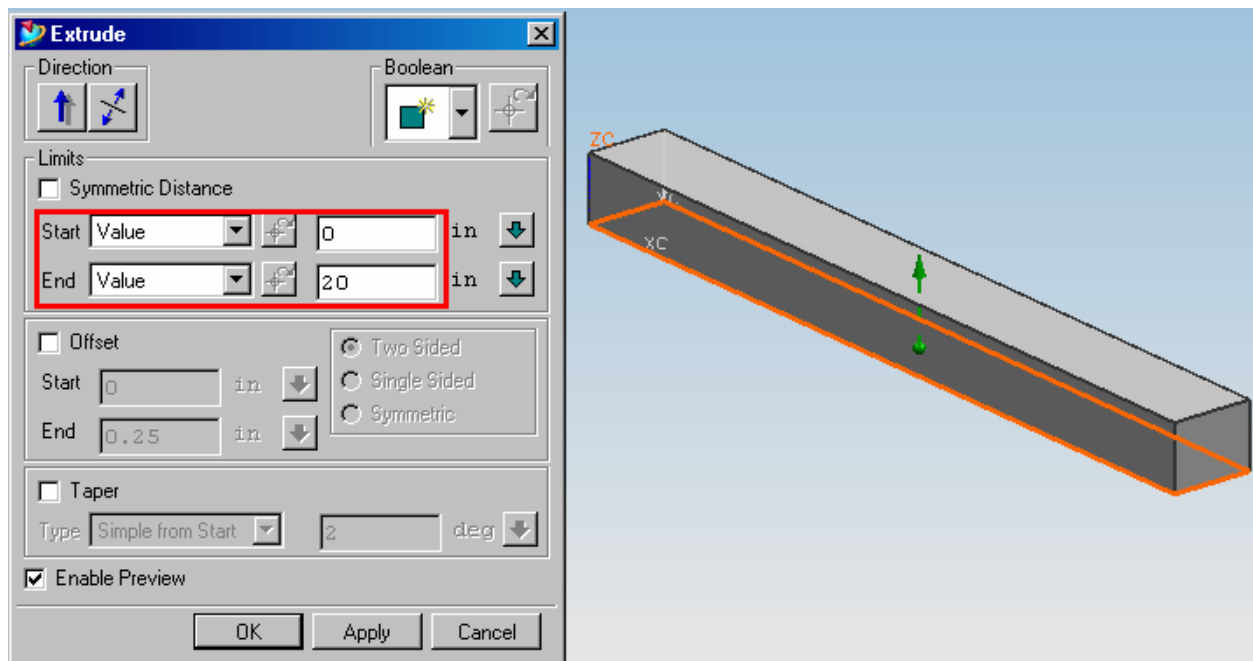 Extrude
Direction
Boolean
Limits
Symmetric Distance
Start Value 0 in
End Value 20 in
Offset
Two Sided
Start 0 in
Single Sided
End 0.25 in
Symmetric
Taper
Type Simple from Start 2 deg
Enable Preview
OK Apply Cancel
ZC
XC